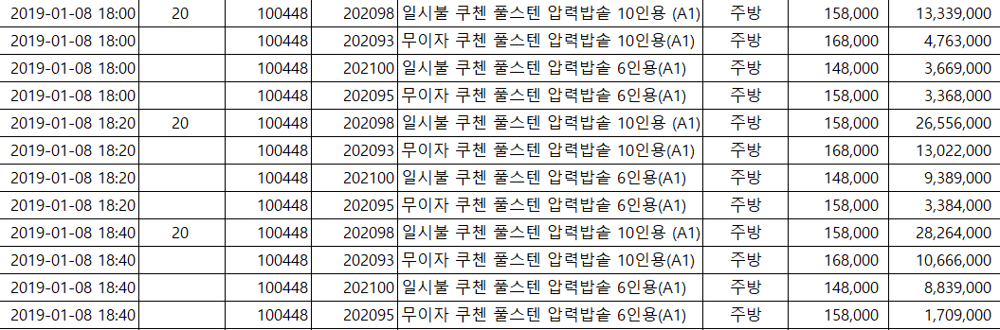 2019-01-08 18:00 20 100448 202098 일시불 쿠첸 풀스텐 압력밥솥 10인용 (A1) 주방 158,000 13,339,000
2019-01-08 18:00 100448 202093 무이자 쿠첸 풀스텐 압력밥솥 10인용(A1) 주방 168,000 4,763,000
2019-01-08 18:00 100448 202100 일시불 쿠첸 풀스텐 압력밥솥 6인용(A1) 주방 148,000 3,669,000
2019-01-08 18:00 100448 202095 무이자 쿠첸 풀스텐 압력밥솥 6인용(A1) 주방 158,000 3,368,000
2019-01-08 18:20 20 100448 202098 일시불 쿠첸 풀스텐 압력밥솥 10인용 (A1) 주방 158,000 26,556,000
2019-01-08 18:20 100448 202093 무이자 쿠첸 풀스텐 압력밥솥 10인용(A1) 주방 168,000 13,022,000
2019-01-08 18:20 100448 202100 일시불 쿠첸 풀스텐 압력밥솥 6인용(A1) 주방 148,000 9,389,000
2019-01-08 18:20 100448 202095 무이자 쿠첸 풀스텐 압력밥솥 6인용(A1) 주방 158,000 3,384,000
2019-01-08 18:40 20 100448 202098 일시불 쿠첸 풀스텐 압력밥솥 10인용 (A1) 주방 158,000 28,264,000
2019-01-08 18:40 100448 202093 무이자 쿠첸 풀스텐 압력밥솥 10인용(A1) 주방 168,000 10,666,000
2019-01-08 18:40 100448 202100 일시불 쿠첸 풀스텐 압력밥솥 6인용(A1) 주방 148,000 8,839,000
2019-01-08 18:40 100448 202095 무이자 쿠첸 풀스텐 압력밥솥 6인용(A1) 주방 158,000 1,709,000